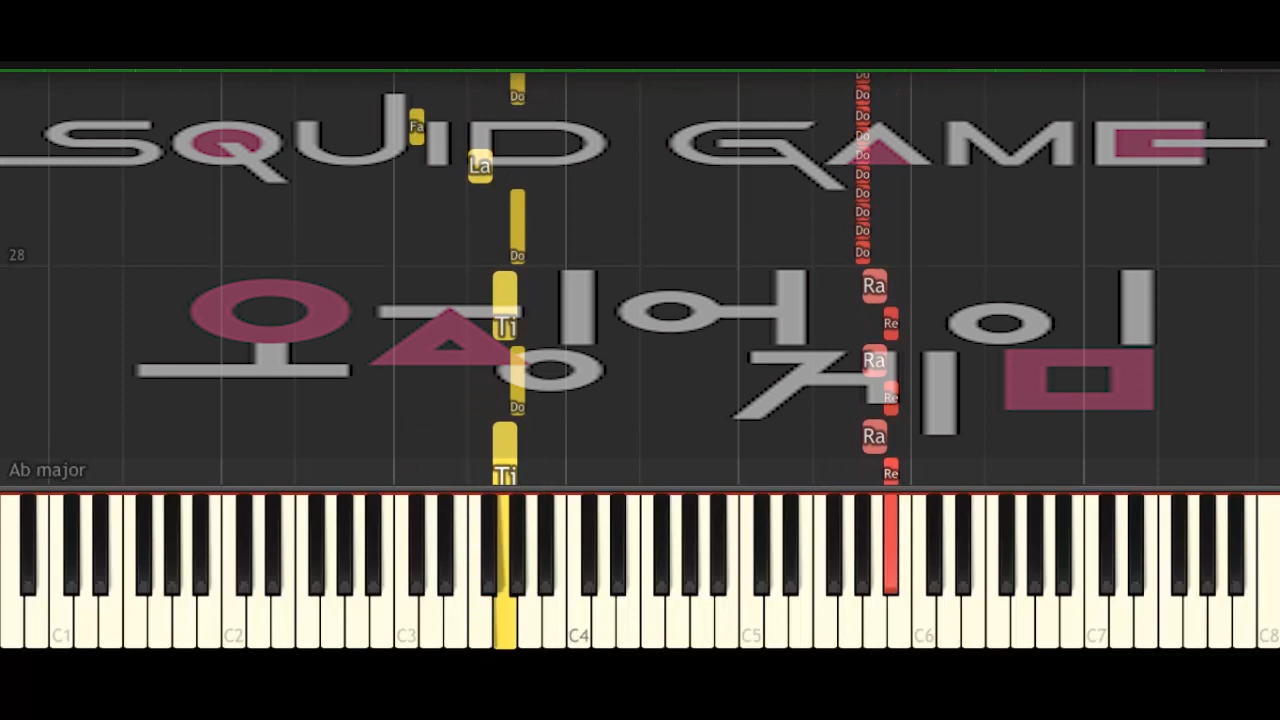 Do
Fa
SQUID GAME
La
Do Do Do Do Do Do Do Do Do Do
28
Do
Ra
오징어 게임
Ti
Re
Ra
Re
Do
Ra
Ab major
Ti
Re
C1 C2 C3 C4 C5 C6 C7 C8